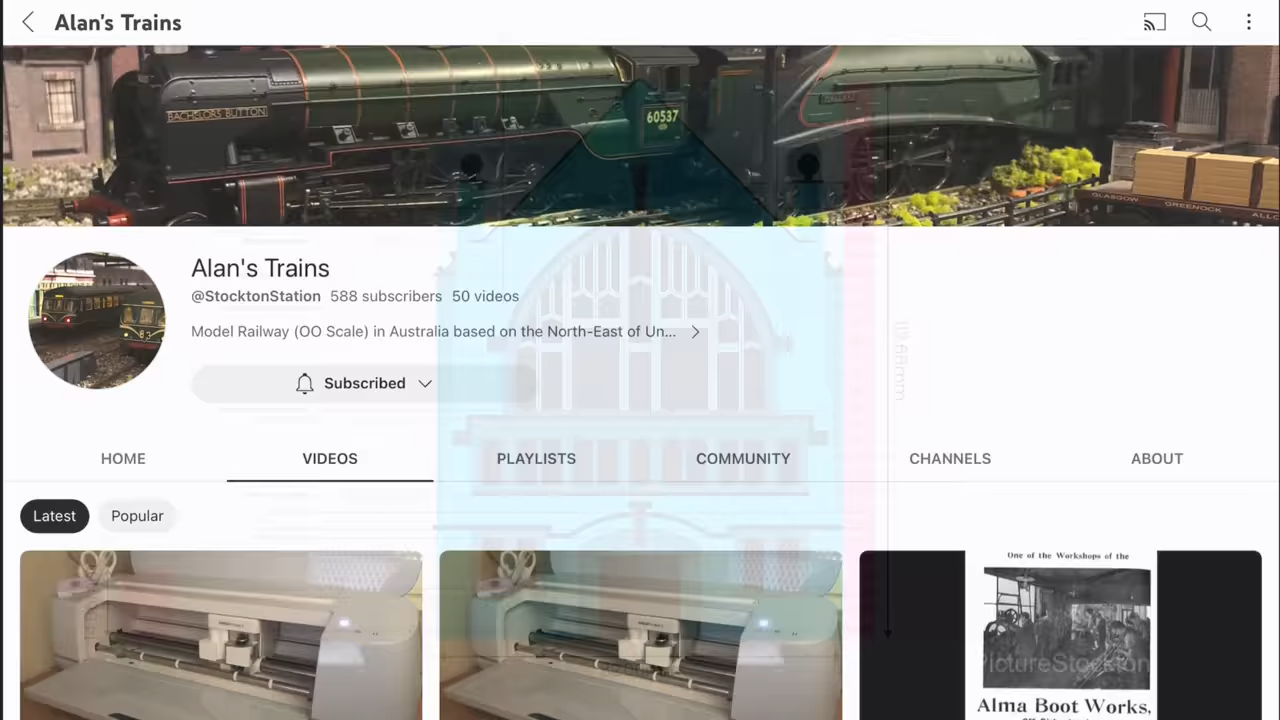 Alan's Trains
BACHELORS BUTTON
60537
GLASGOW GREENOCK
Alan's Trains
@StocktonStation 588 subscribers 50 videos
Model Railway (OO Scale) in Australia based on the North-East of Un...
Subscribed
HOME VIDEOS PLAYLISTS COMMUNITY CHANNELS ABOUT
Latest Popular
One of the Workshops of the
PictureStockton
Alma Boot Works,